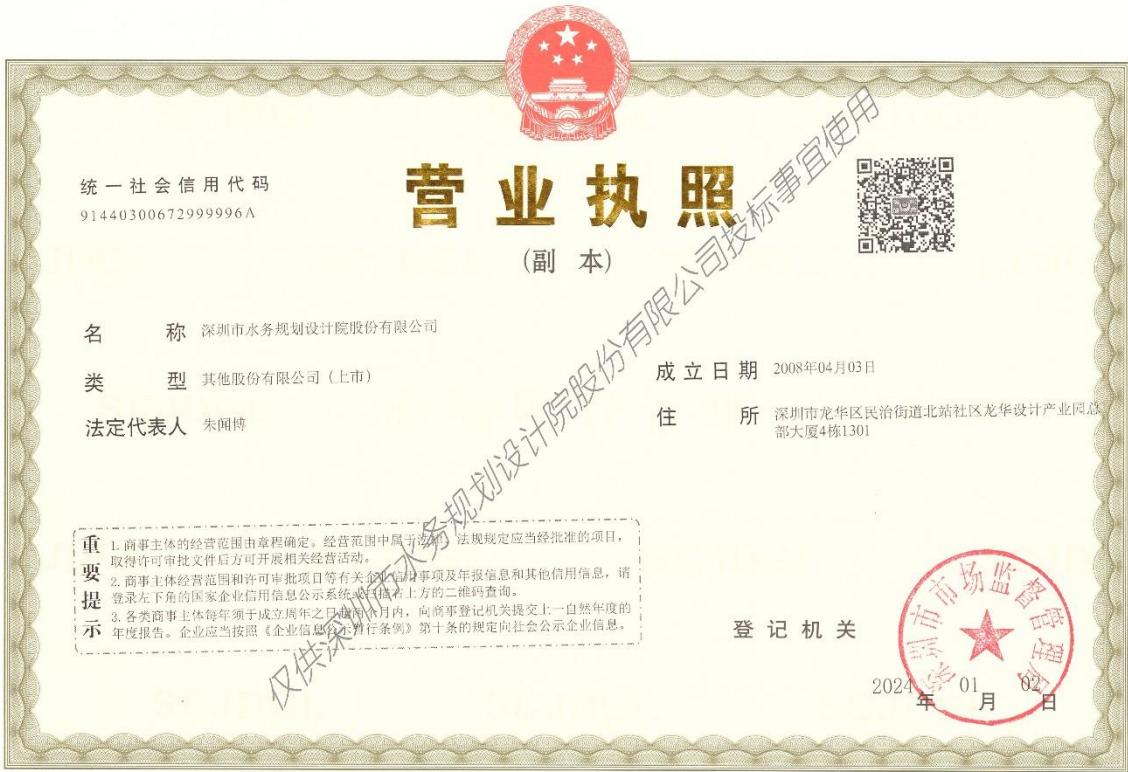 统一社会信用代码
91440300672999996A
营业执照
(副 本)
名 称 深圳市水务规划设计院股份有限公司
类 型 其他股份有限公司（上市）
法定代表人 朱闻博
成立日期 2008年04月03日
住 所 深圳市龙华区民治街道北站社区龙华设计产业园总
部大厦4栋1301
重要提示
1. 商事主体的经营范围由章程确定。经营范围中属于法律、法规规定应当经批准的项目，
取得许可审批文件后方可开展相关经营活动。
2. 商事主体经营范围和许可审批项目等有关企业信用事项及年报信息和其他信用信息，请
登录左下角的国家企业信用信息公示系统或扫描右上方的二维码查询。
3. 各类商事主体每年须于成立周年之日起两个月内，向商事登记机关提交上一自然年度的
年度报告。企业应当按照《企业信息公示暂行条例》第十条的规定向社会公示企业信息。
登记机关
深圳市市场监督管理局
2024年01月02日
仅供深圳市水务规划设计院股份有限公司投标事宜使用